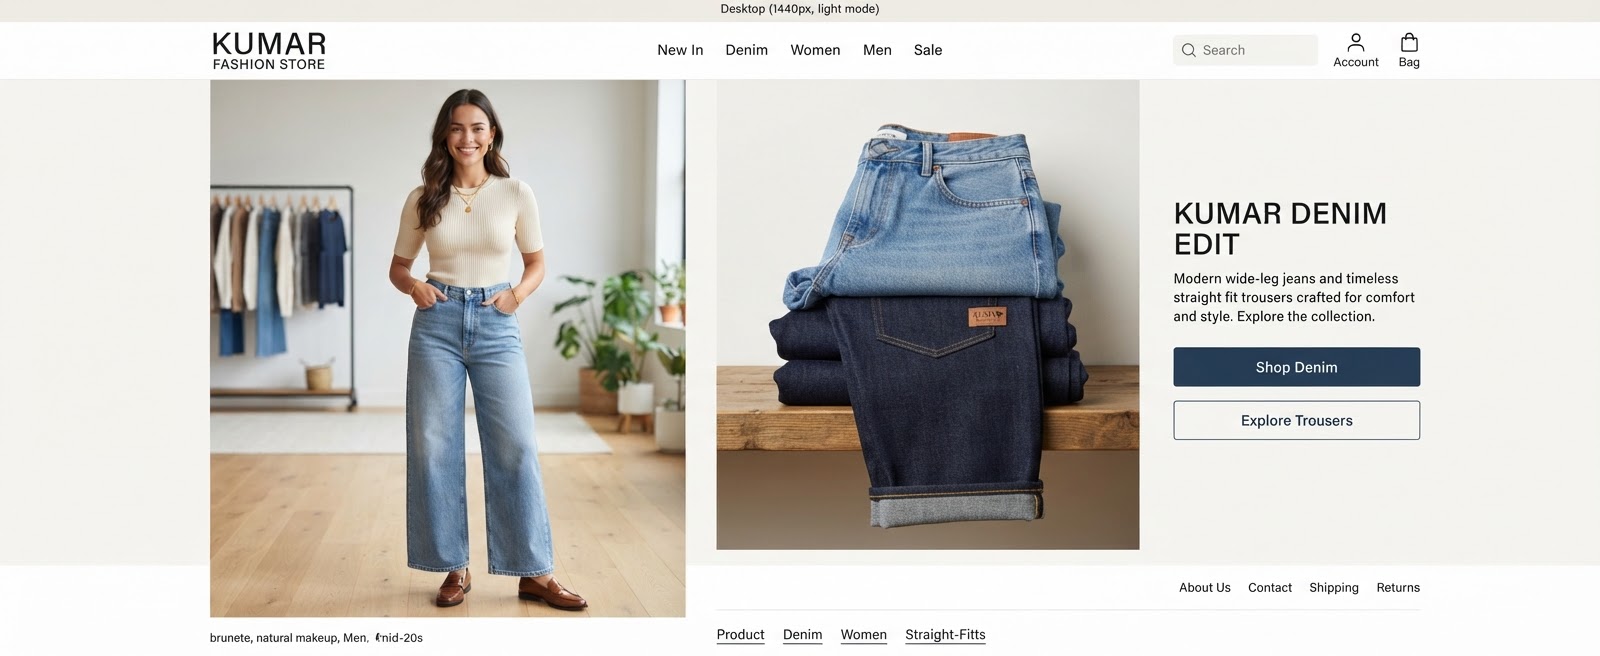 Desktop (1440px, light mode)
KUMAR
FASHION STORE
New In Denim Women Men Sale
Search
Account
Bag
KUMAR DENIM
EDIT
Modern wide-leg jeans and timeless
straight fit trousers crafted for comfort
and style. Explore the collection.
Shop Denim
Explore Trousers
About Us Contact Shipping Returns
brunete, natural makeup, Men,
Product Denim Women Straight-Fitts